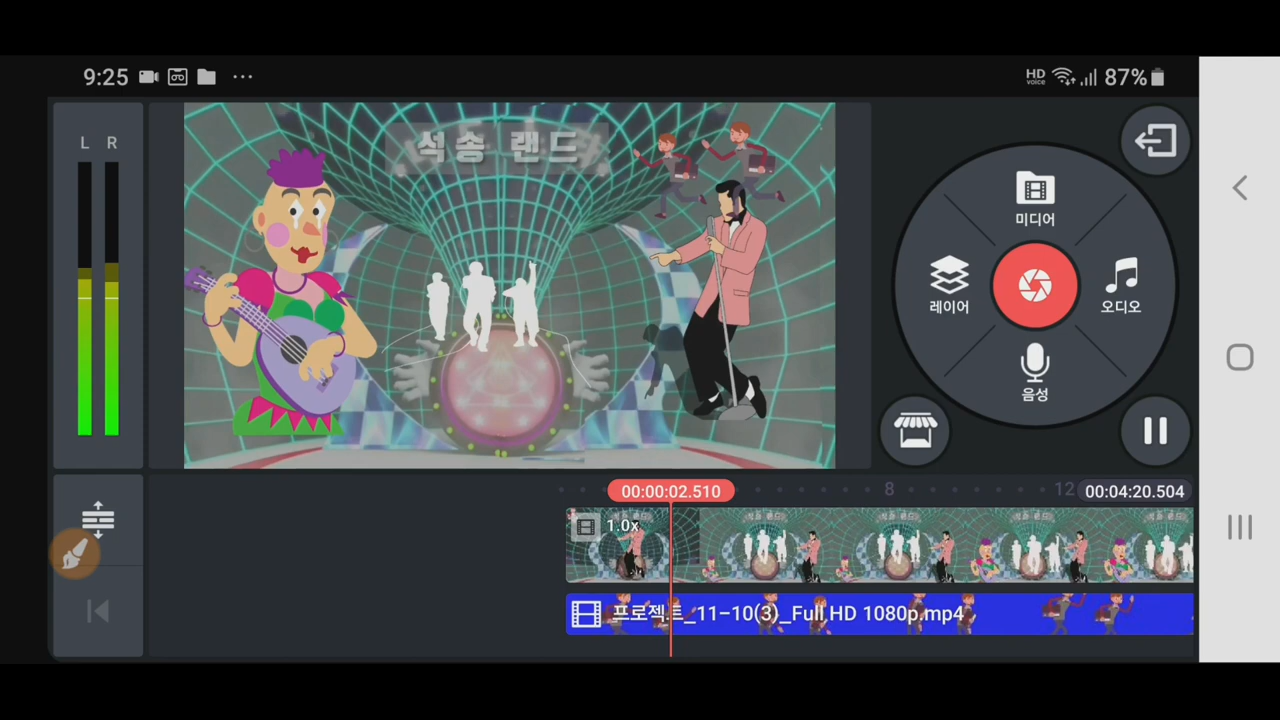 9:25
HD voice 87%
L R
석송 랜드
미디어
레이어
오디오
음성
00:00:02.510
8
12
00:04:20.504
1.0x
프로젝트_11-10(3)_Full HD 1080p.mp4